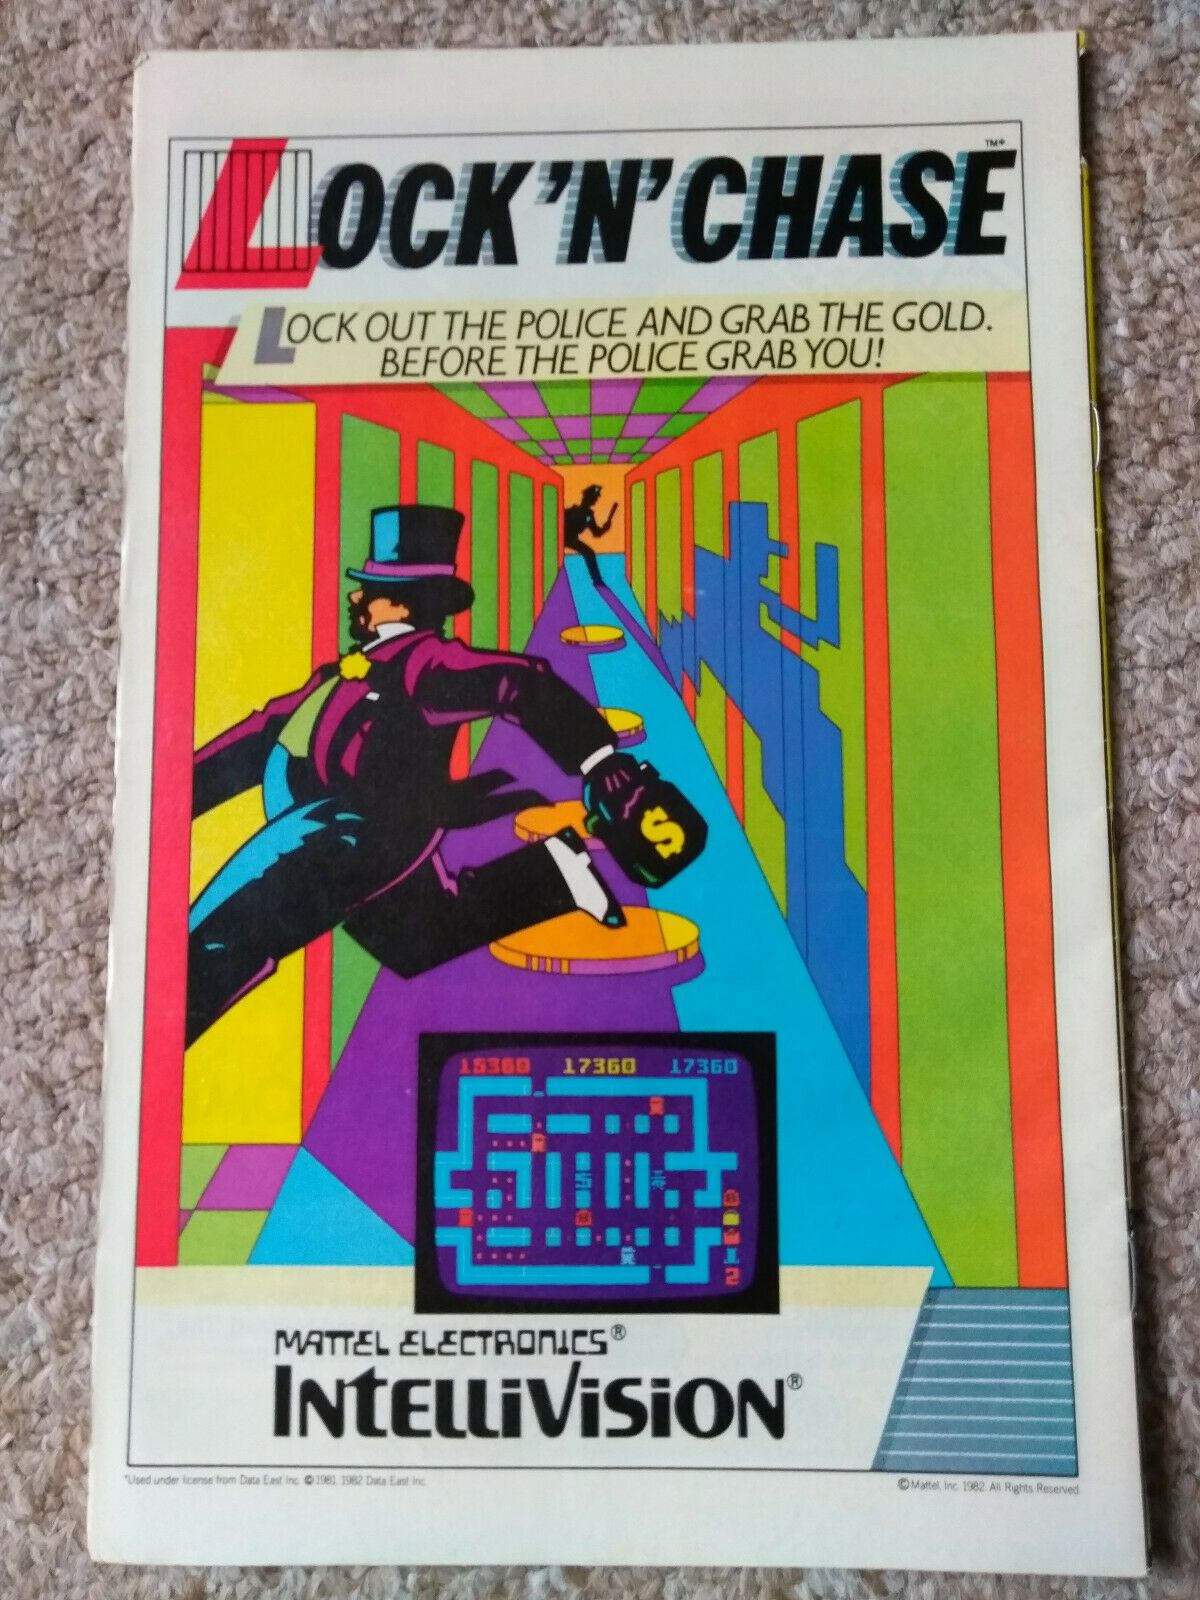 LOCK 'N' CHASE ™*
LOCK OUT THE POLICE AND GRAB THE GOLD.
BEFORE THE POLICE GRAB YOU!
$
15360 17360 17360
2
MATTEL ELECTRONICS®
INTELLIVISION®
*Used under license from Data East Inc. © 1981, 1982 Data East Inc.
© Mattel, Inc. 1982. All Rights Reserved